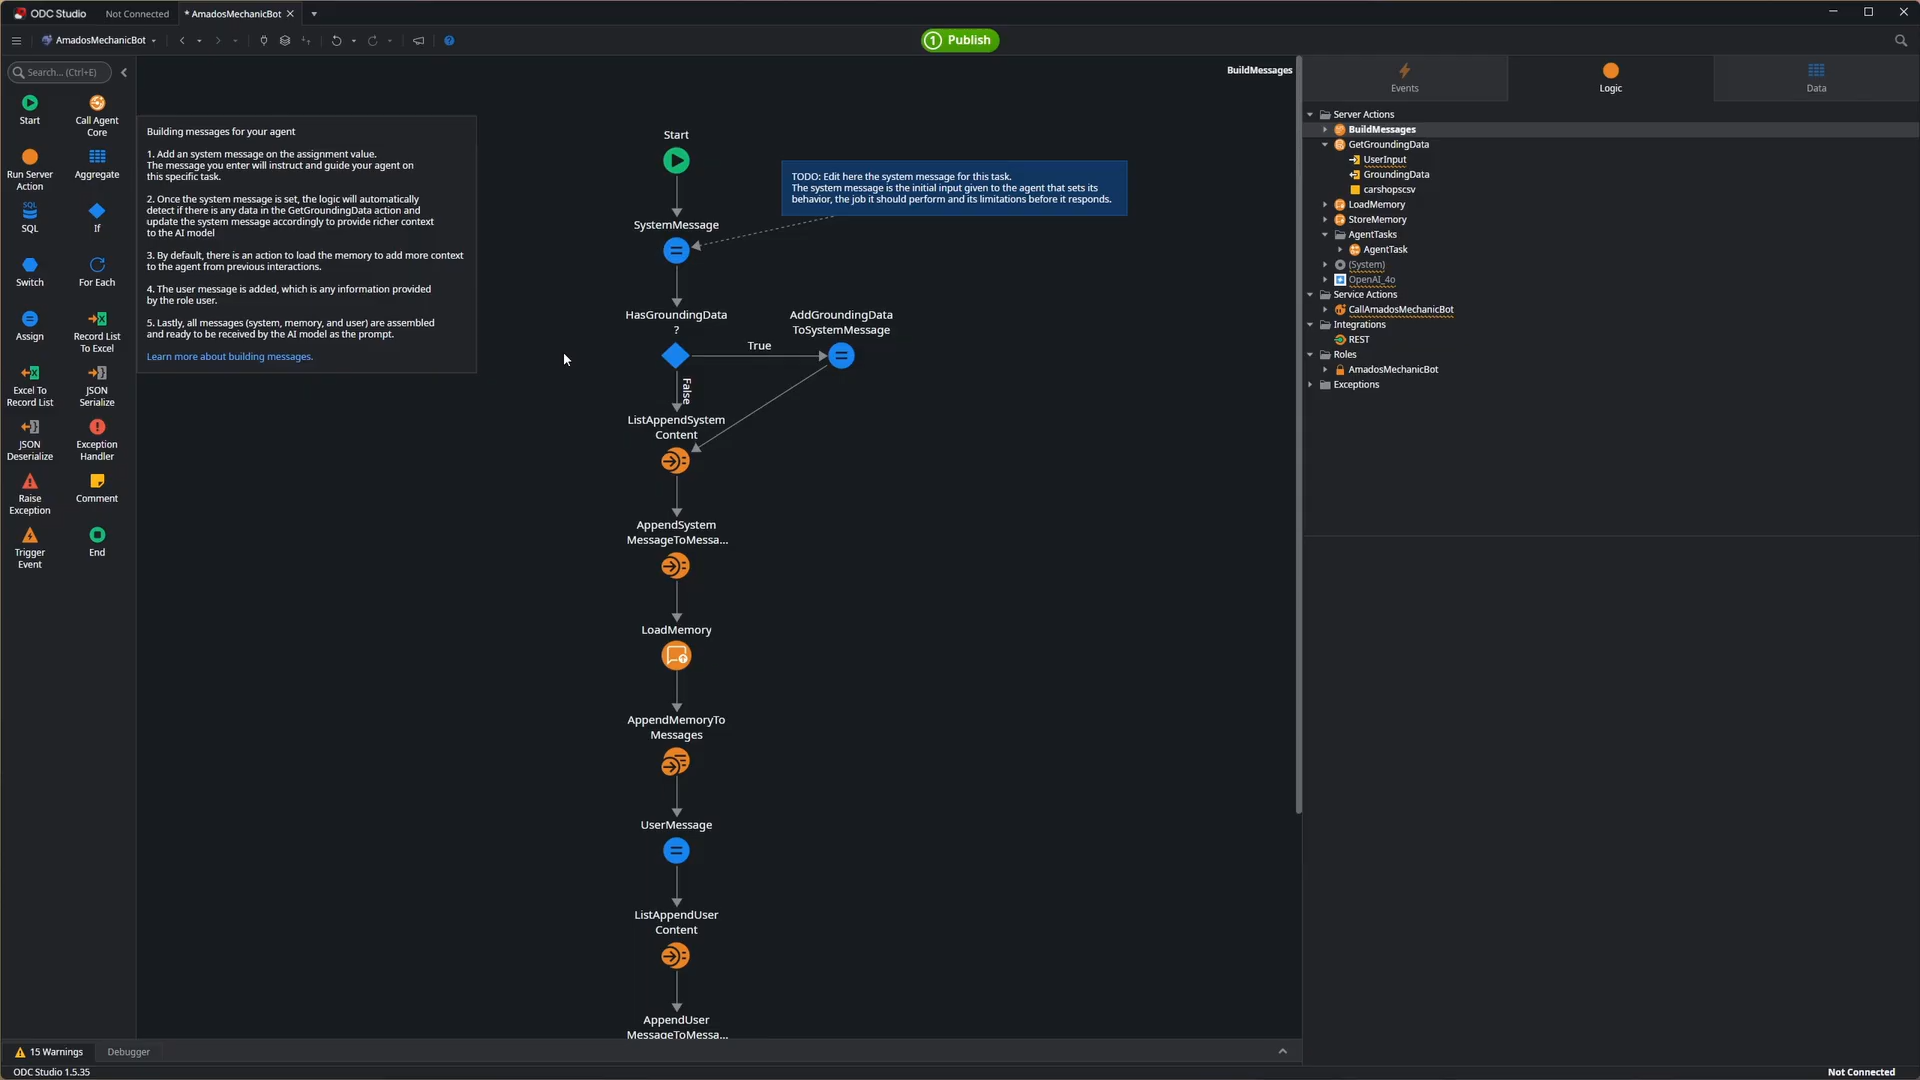 ODC Studio
Not Connected
* AmadosMechanicBot
AmadosMechanicBot
1 Publish
Search... (Ctrl+E)
Start
Call Agent
Core
Run Server
Action
Aggregate
SQL
SQL
If
Switch
For Each
Assign
Record List
To Excel
Excel To
Record List
JSON
Serialize
JSON
Deserialize
Exception
Handler
Raise
Exception
Comment
Trigger
Event
End
Building messages for your agent
1. Add an system message on the assignment value.
The message you enter will instruct and guide your agent on
this specific task.
2. Once the system message is set, the logic will automatically
detect if there is any data in the GetGroundingData action and
update the system message accordingly to provide richer context
to the AI model
3. By default, there is an action to load the memory to add more context
to the agent from previous interactions.
4. The user message is added, which is any information provided
by the role user.
5. Lastly, all messages (system, memory, and user) are assembled
and ready to be received by the AI model as the prompt.
Learn more about building messages.
BuildMessages
Start
TODO: Edit here the system message for this task.
The system message is the initial input given to the agent that sets its
behavior, the job it should perform and its limitations before it responds.
SystemMessage
HasGroundingData
?
AddGroundingData
ToSystemMessage
True
False
ListAppendSystem
Content
AppendSystem
MessageToMessa...
LoadMemory
AppendMemoryTo
Messages
UserMessage
ListAppendUser
Content
AppendUser
MessageToMessa...
Events
Logic
Data
Server Actions
BuildMessages
GetGroundingData
UserInput
GroundingData
carshopscsv
LoadMemory
StoreMemory
AgentTasks
AgentTask
(System)
OpenAI_4o
Service Actions
CallAmadosMechanicBot
Integrations
REST
Roles
AmadosMechanicBot
Exceptions
15 Warnings
Debugger
ODC Studio 1.5.35
Not Connected